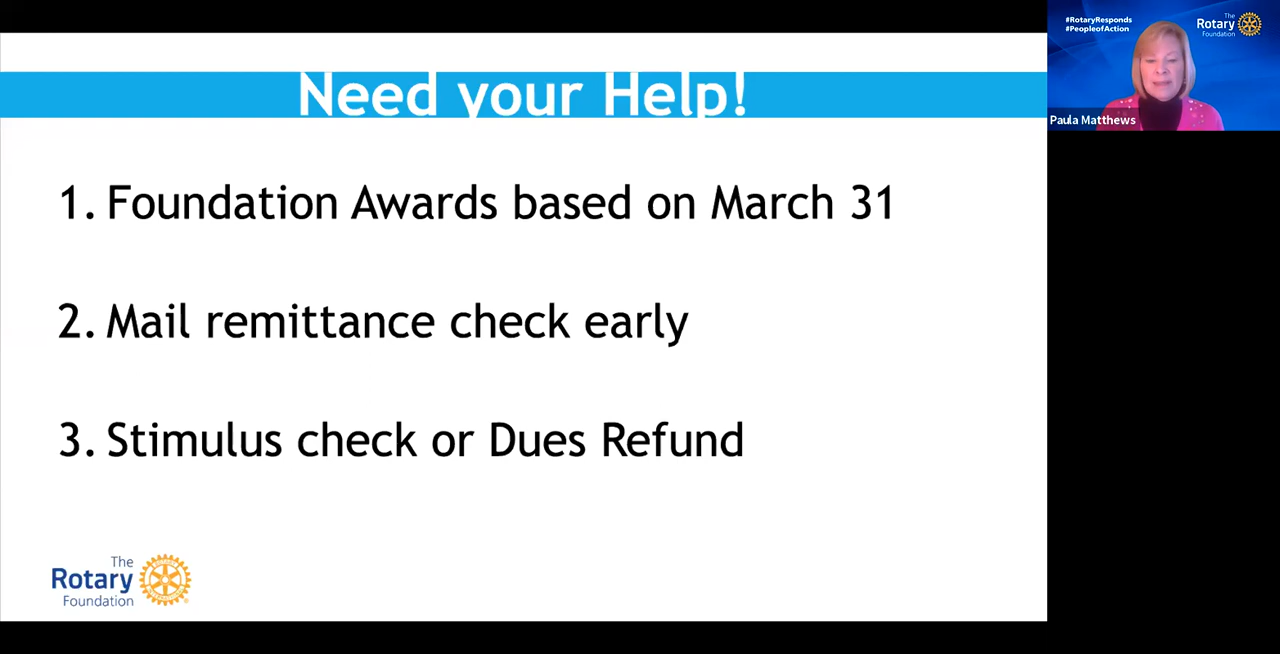 Need your Help!
1. Foundation Awards based on March 31
2. Mail remittance check early
3. Stimulus check or Dues Refund
The
Rotary
Foundation
#RotaryResponds
#PeopleofAction
The
Rotary
Foundation
Paula Matthews